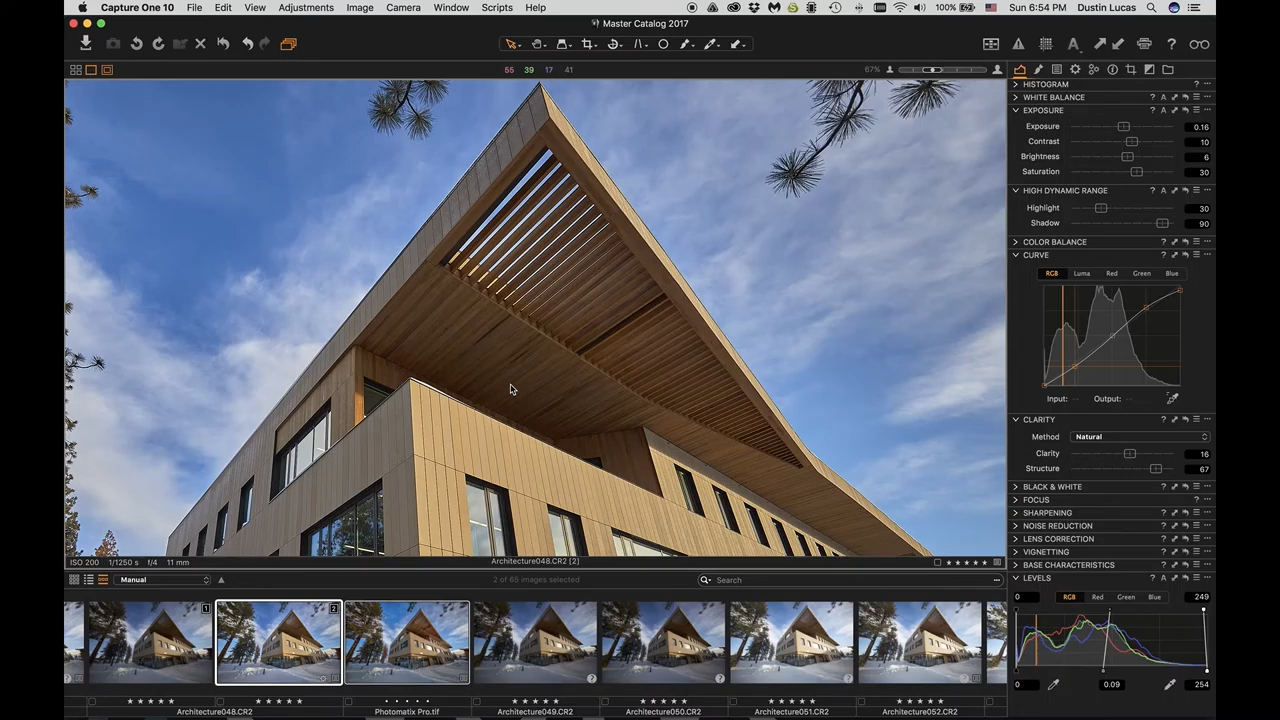 Capture One 10 File Edit View Adjustments Image Camera Window Scripts Help 100% Sun 6:54 PM Dustin Lucas
Master Catalog 2017
55 39 17 41 67%
HISTOGRAM
WHITE BALANCE
EXPOSURE
Exposure 0.16
Contrast 10
Brightness 6
Saturation 30
HIGH DYNAMIC RANGE
Highlight 30
Shadow 90
COLOR BALANCE
CURVE
RGB Luma Red Green Blue
Input: -- Output: --
CLARITY
Method Natural
Clarity 16
Structure 67
BLACK & WHITE
FOCUS
SHARPENING
NOISE REDUCTION
LENS CORRECTION
VIGNETTING
BASE CHARACTERISTICS
LEVELS
0 RGB Red Green Blue 249
0 0.09 254
ISO 200 1/1250 s f/4 11 mm Architecture048.CR2 [2]
Manual 2 of 65 images selected Search
1 2
Architecture048.CR2 Photomatix Pro.tif Architecture049.CR2 Architecture050.CR2 Architecture051.CR2 Architecture052.CR2